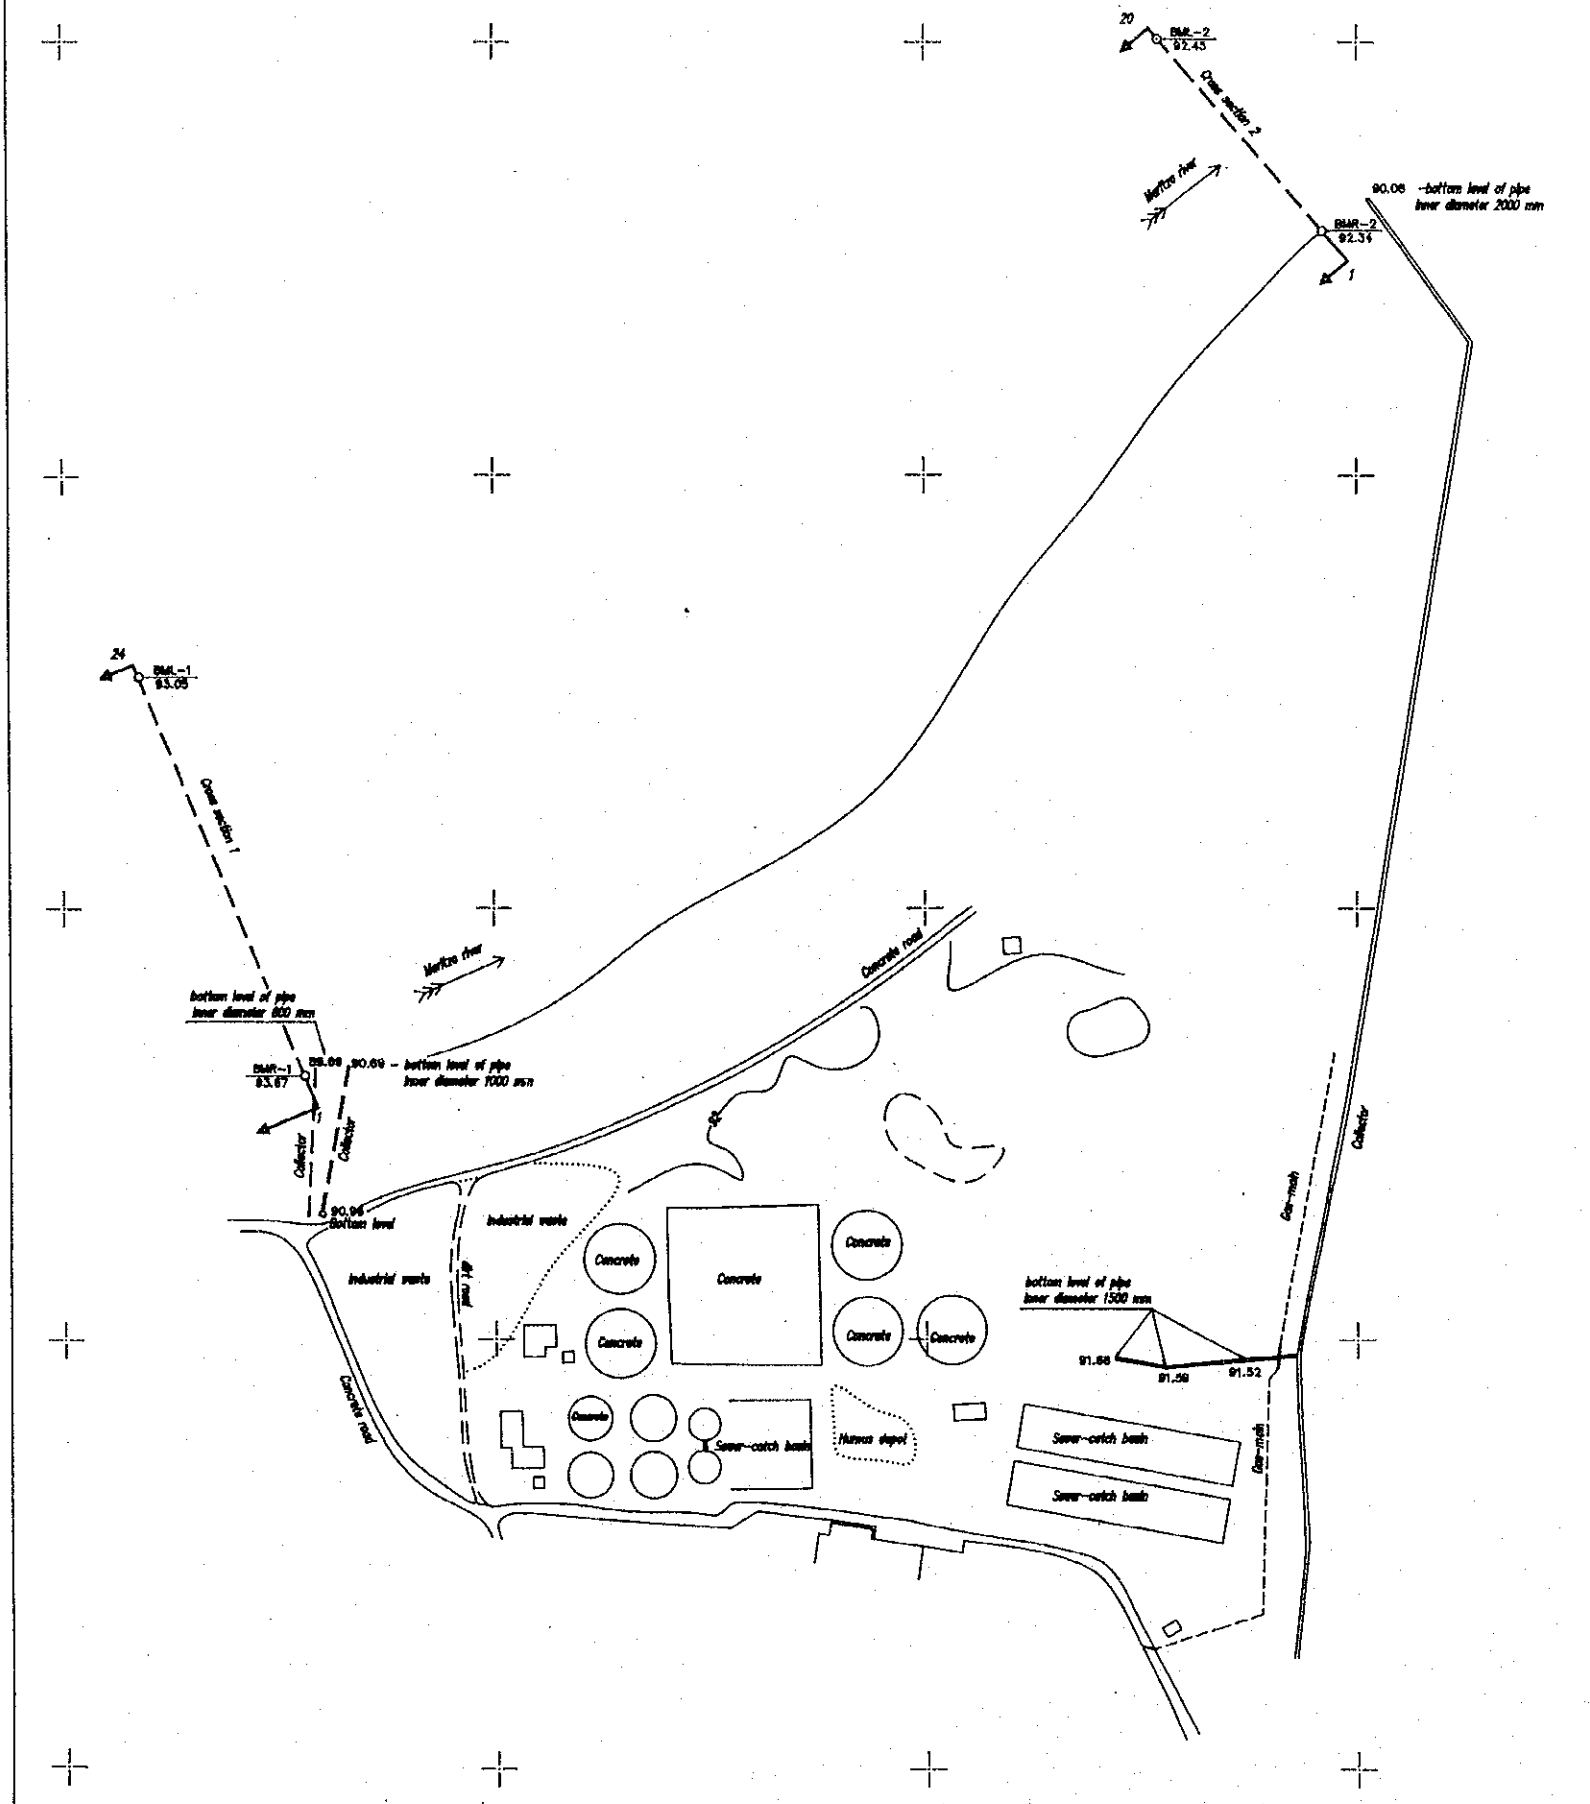 20
BML-2
92.45
Cross section 2
Maritza river
90.06 -bottom level of pipe
inner diameter 2000 mm
BMR-2
92.34
1
24
BML-1
93.05
Cross section 1
Maritza river
Concrete road
bottom level of pipe
inner diameter 800 mm
90.69 - bottom level of pipe
inner diameter 1000 mm
BMR-1
93.67
Collector
Collector
Collector
90.98
Bottom level
Industrial waste
Industrial waste
dirt road
Gas-main
Concrete
Concrete
Concrete
Concrete
Concrete
Concrete
bottom level of pipe
inner diameter 1500 mm
91.68
91.59
91.52
Concrete road
Concrete
Sewer-catch basin
Humus depot
Sewer-catch basin
Sewer-catch basin
Gas-main